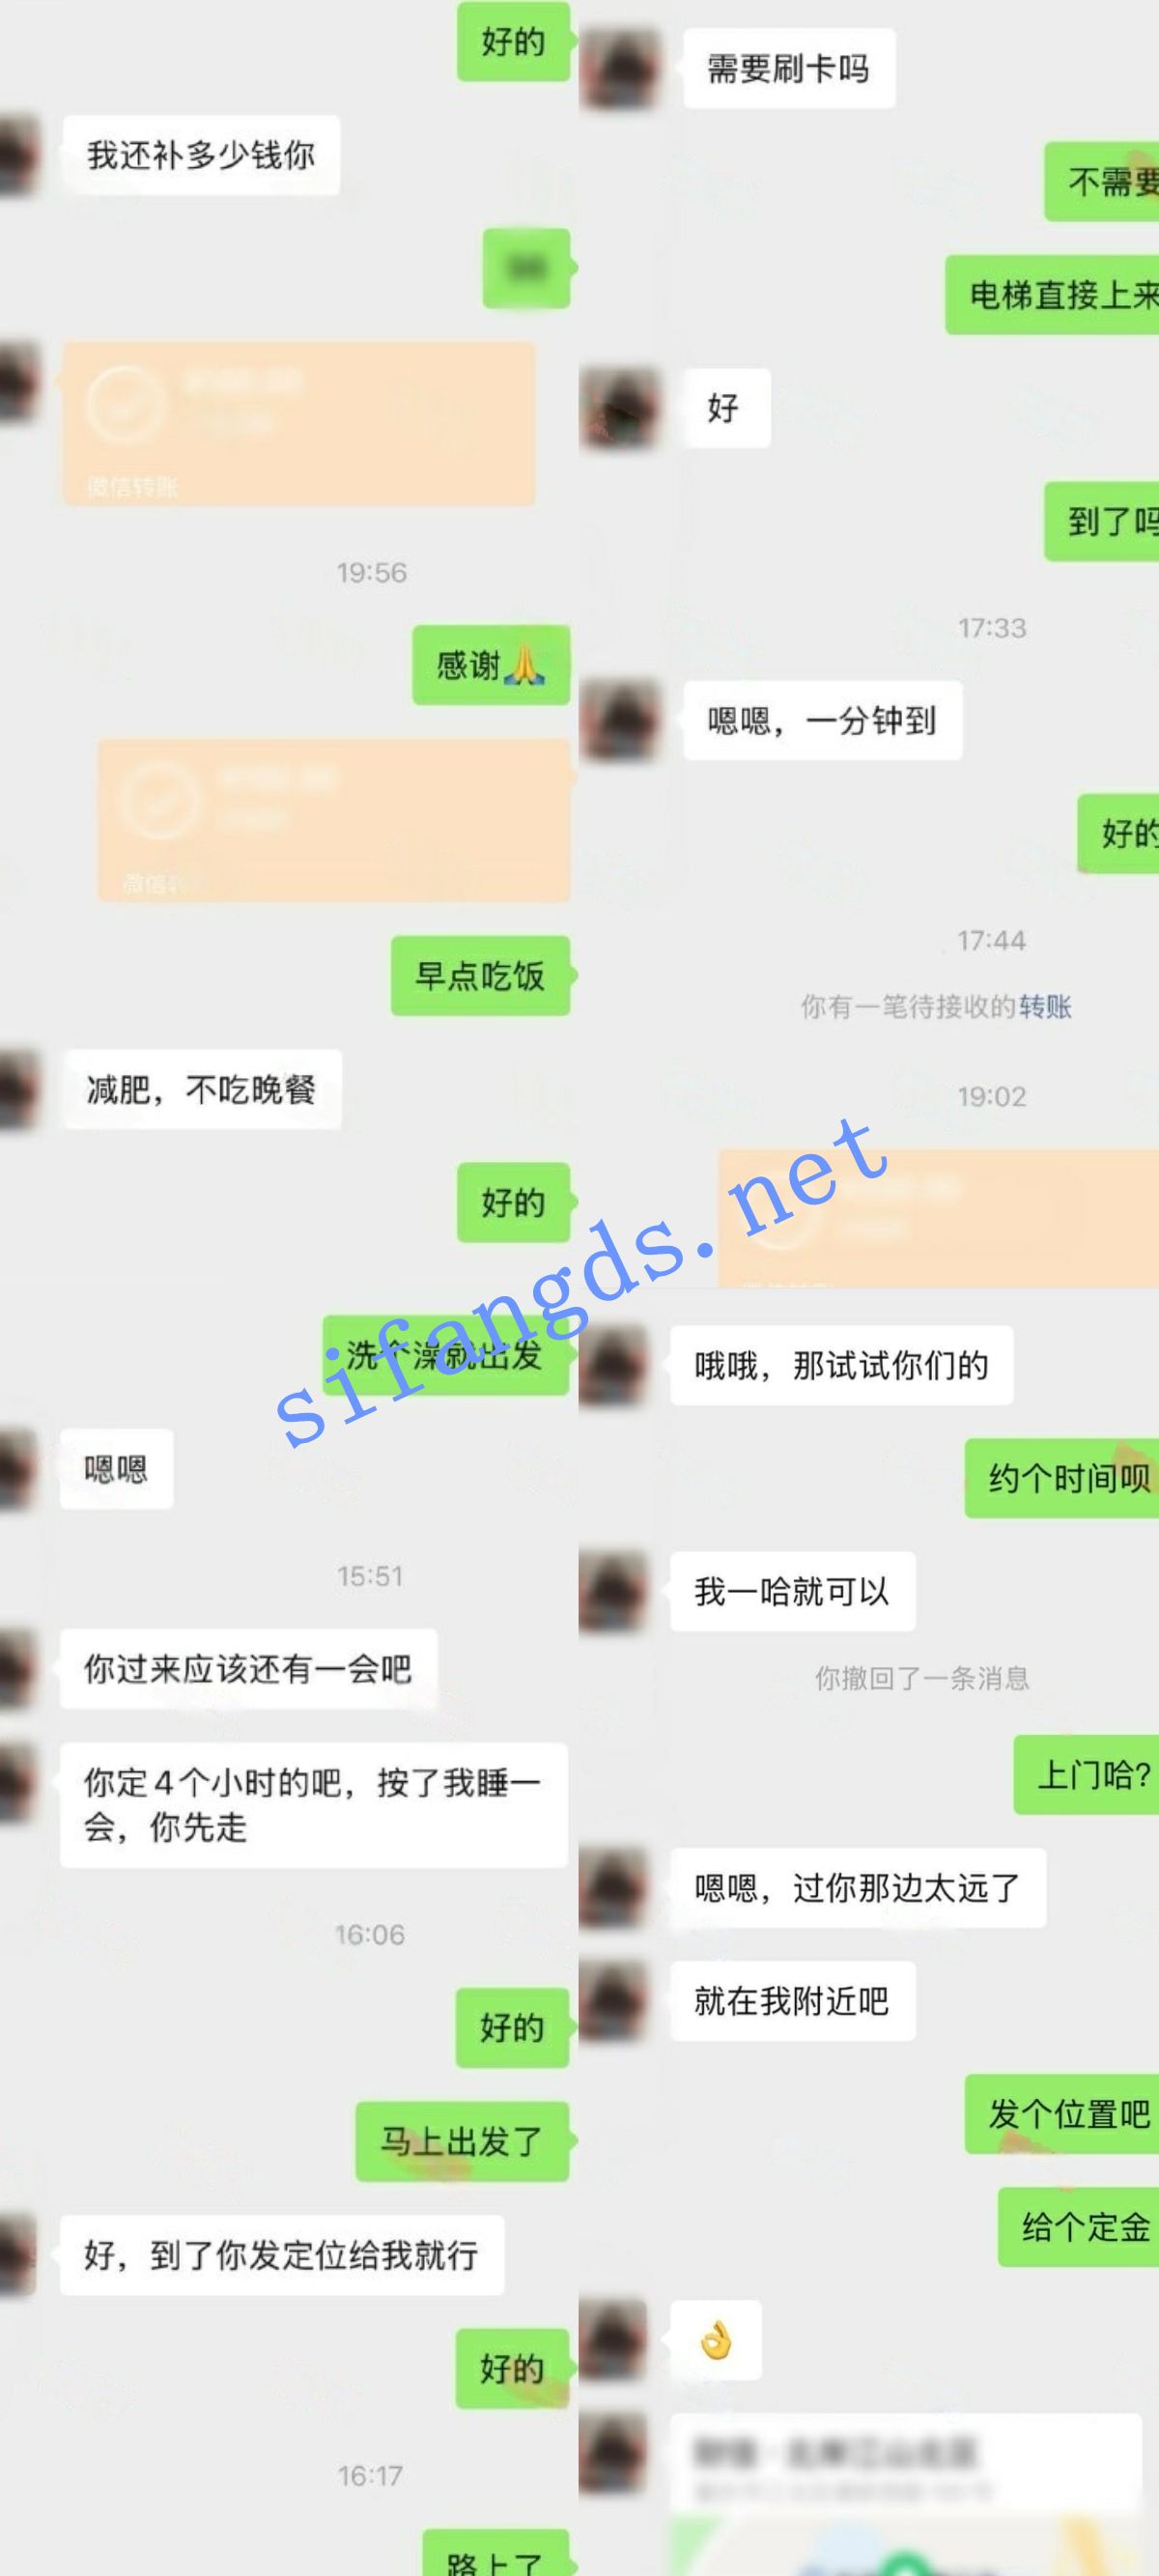 好的
我还补多少钱你
微信转账
19:56
感谢🙏
微信转
早点吃饭
减肥，不吃晚餐
好的
需要刷卡吗
不需要
电梯直接上来
好
到了吗
17:33
嗯嗯，一分钟到
好的
17:44
你有一笔待接收的转账
19:02
sifangds.net
洗个澡就出发
嗯嗯
15:51
你过来应该还有一会吧
你定4个小时的吧，按了我睡一
会，你先走
16:06
好的
马上出发了
好，到了你发定位给我就行
好的
16:17
路上了
哦哦，那试试你们的
约个时间呗
我一哈就可以
你撤回了一条消息
上门哈?
嗯嗯，过你那边太远了
就在我附近吧
发个位置吧
给个定金
👌